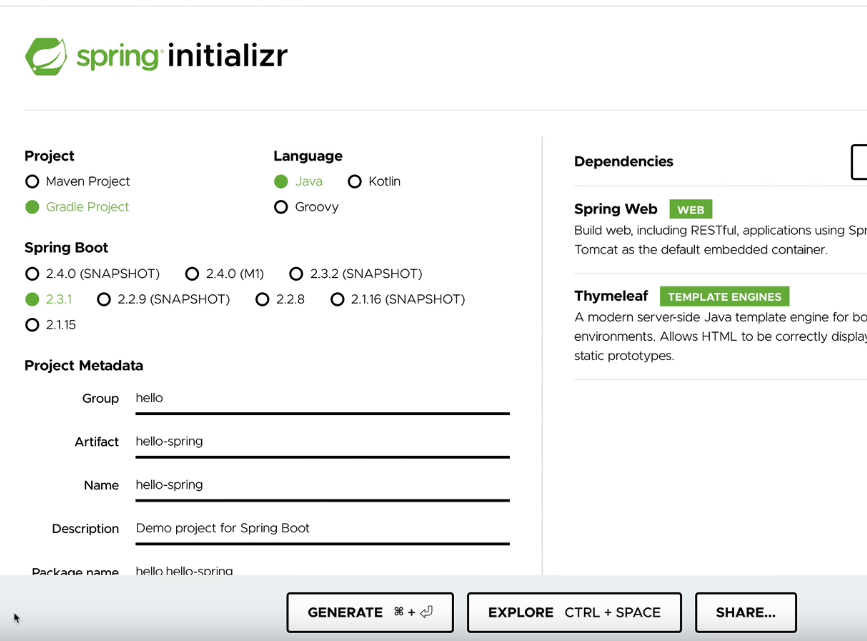 spring initializr
Project
Language
Maven Project
Java
Kotlin
Gradle Project
Groovy
Spring Boot
2.4.0 (SNAPSHOT)
2.4.0 (M1)
2.3.2 (SNAPSHOT)
2.3.1
2.2.9 (SNAPSHOT)
2.2.8
2.1.16 (SNAPSHOT)
2.1.15
Project Metadata
Group hello
Artifact hello-spring
Name hello-spring
Description Demo project for Spring Boot
Package name hello.hello-spring
Dependencies
Spring Web WEB
Build web, including RESTful, applications using Spr
Tomcat as the default embedded container.
Thymeleaf TEMPLATE ENGINES
A modern server-side Java template engine for bo
environments. Allows HTML to be correctly display
static prototypes.
GENERATE ⌘ + ⏎
EXPLORE CTRL + SPACE
SHARE...